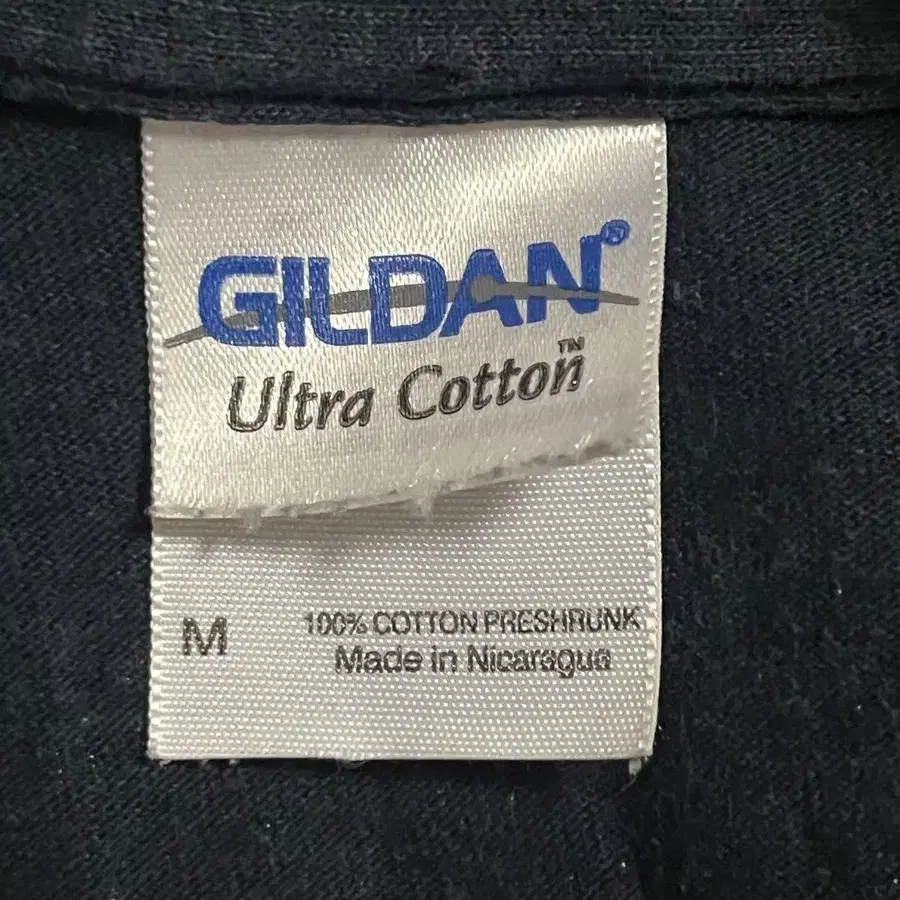 GILDAN®
Ultra Cotton™
M
100% COTTON PRESHRUNK
Made in Nicaragua